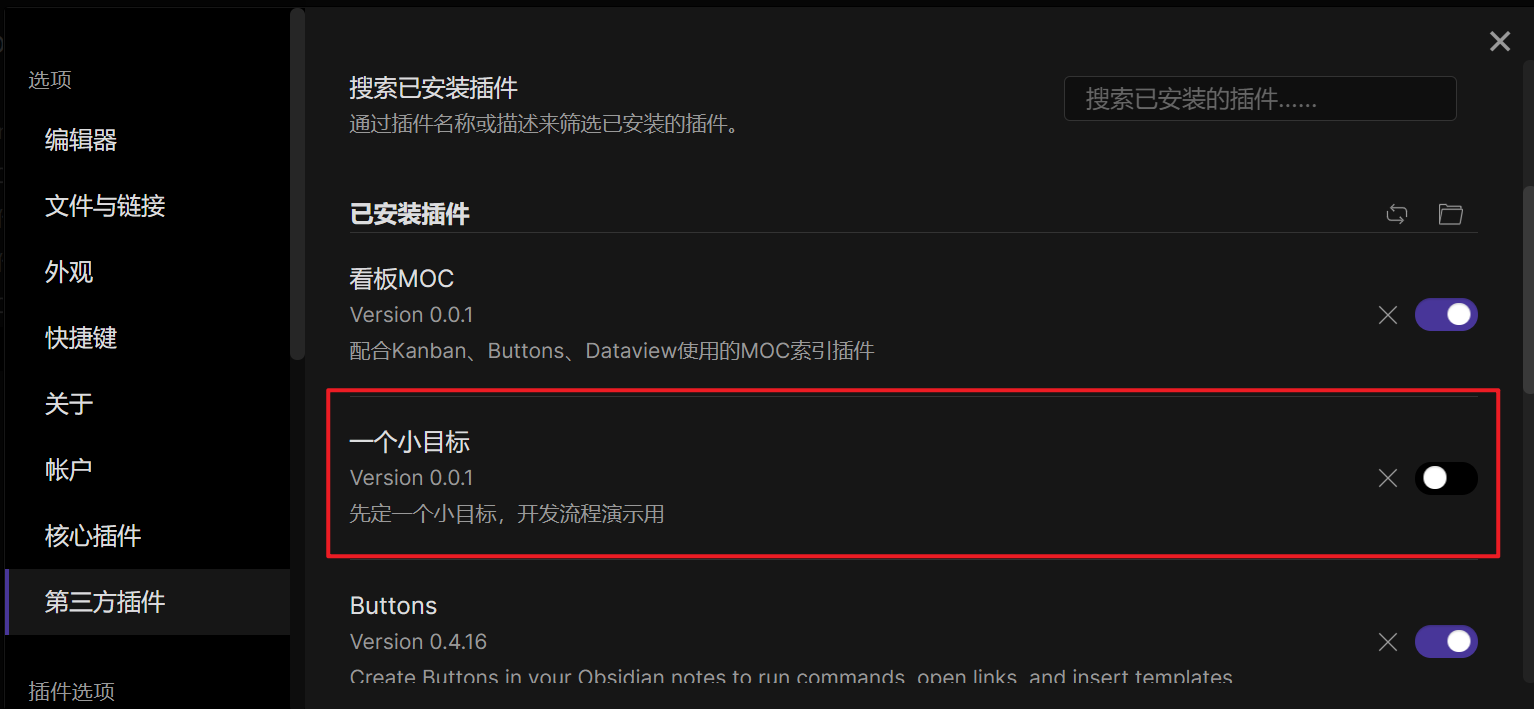 选项
编辑器
文件与链接
外观
快捷键
关于
帐户
核心插件
第三方插件
插件选项
搜索已安装插件
通过插件名称或描述来筛选已安装的插件。
搜索已安装的插件……
已安装插件
看板MOC
Version 0.0.1
配合Kanban、Buttons、Dataview使用的MOC索引插件
一个小目标
Version 0.0.1
先定一个小目标，开发流程演示用
Buttons
Version 0.4.16
Create Buttons in your Obsidian notes to run commands, open links, and insert templates